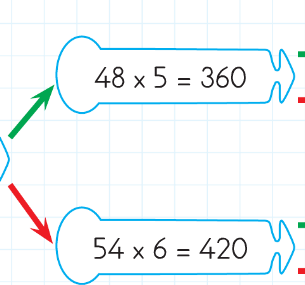 48 x 5 = 360
54 x 6 = 420